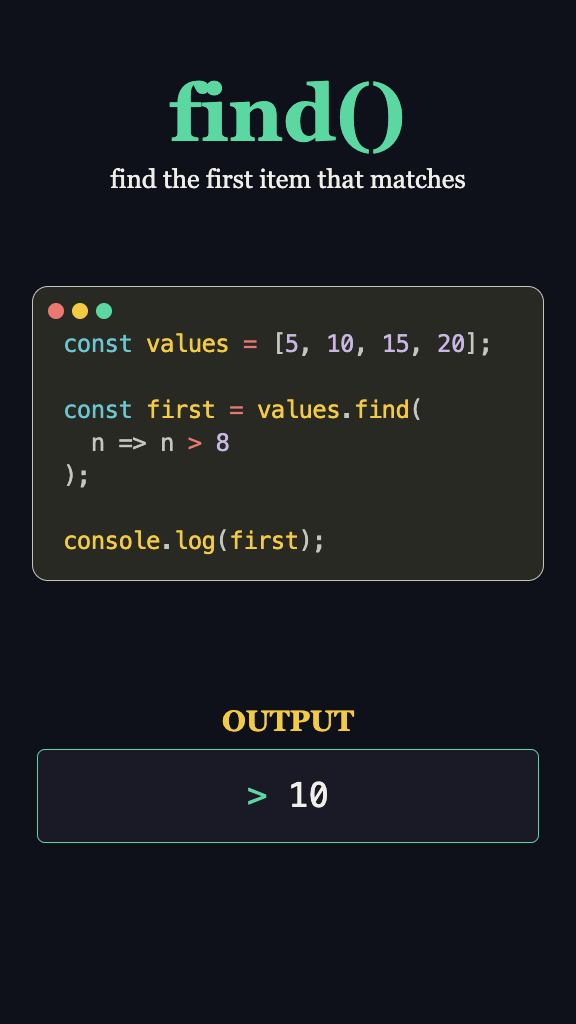 find()
find the first item that matches
const values = [5, 10, 15, 20];
const first = values.find(
  n => n > 8
);
console.log(first);
OUTPUT
> 10